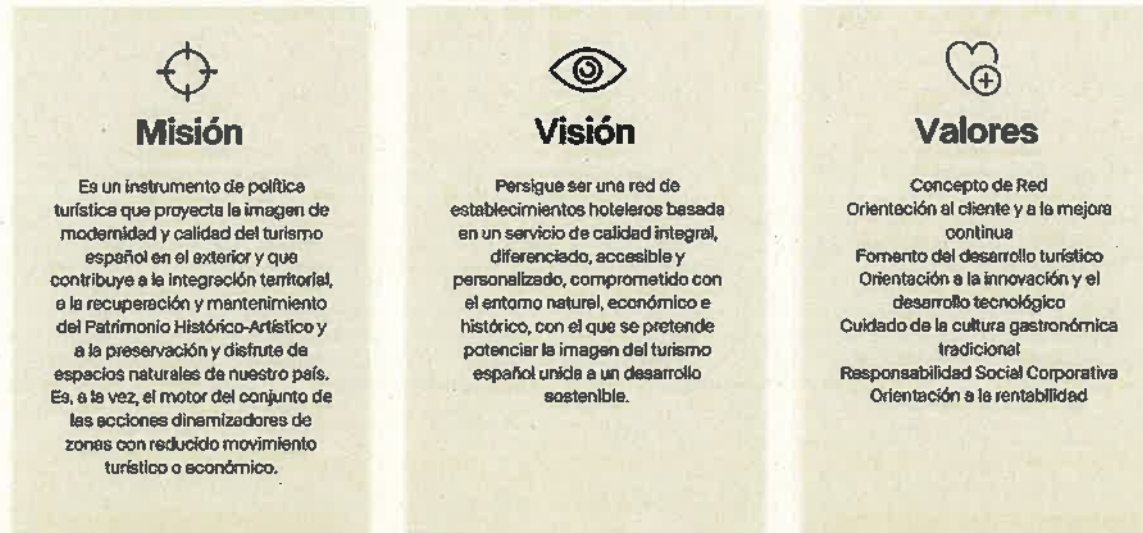 Misión
Es un instrumento de política
turística que proyecta la imagen de
modernidad y calidad del turismo
español en el exterior y que
contribuye a la integración territorial,
a la recuperación y mantenimiento
del Patrimonio Histórico-Artístico y
a la preservación y disfrute de
espacios naturales de nuestro país.
Es, a la vez, el motor del conjunto de
las acciones dinamizadores de
zonas con reducido movimiento
turístico o económico.
Visión
Persigue ser una red de
establecimientos hoteleros basada
en un servicio de calidad integral,
diferenciado, accesible y
personalizado, comprometido con
el entorno natural, económico e
histórico, con el que se pretende
potenciar la imagen del turismo
español unida a un desarrollo
sostenible.
Valores
Concepto de Red
Orientación al cliente y a la mejora
continua
Fomento del desarrollo turístico
Orientación a la innovación y el
desarrollo tecnológico
Cuidado de la cultura gastronómica
tradicional
Responsabilidad Social Corporativa
Orientación a la rentabilidad